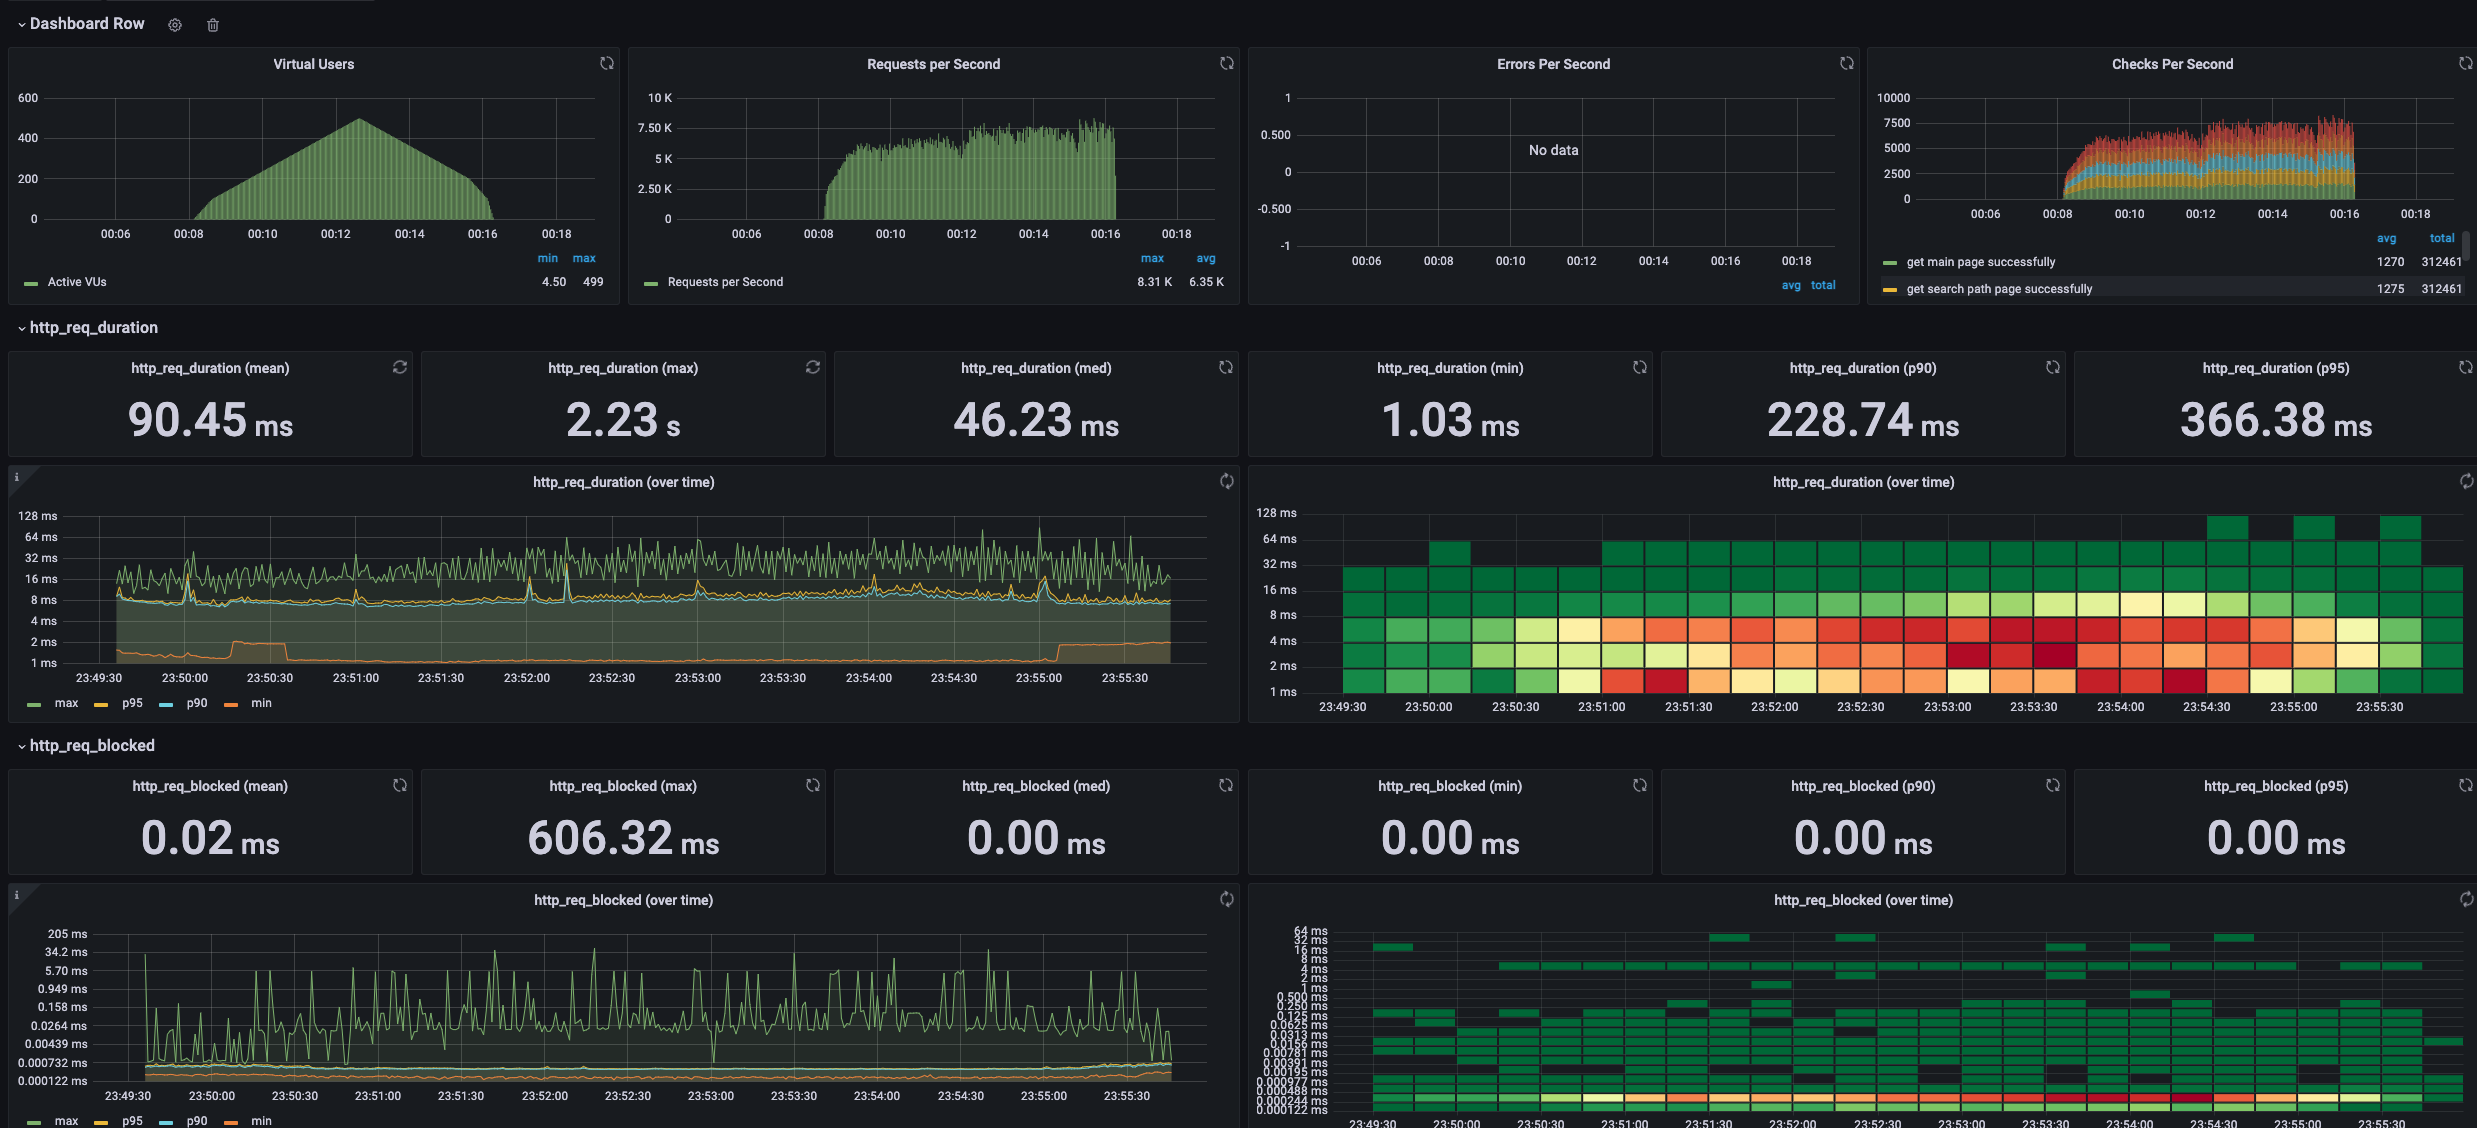 Dashboard Row
Virtual Users
600
400
200
0
00:06 00:08 00:10 00:12 00:14 00:16 00:18
min max
Active VUs 4.50 499
Requests per Second
10 K
7.50 K
5 K
2.50 K
0
00:06 00:08 00:10 00:12 00:14 00:16 00:18
max avg
Requests per Second 8.31 K 6.35 K
Errors Per Second
1
0.500
0
-0.500
-1
No data
00:06 00:08 00:10 00:12 00:14 00:16 00:18
avg total
Checks Per Second
10000
7500
5000
2500
0
00:06 00:08 00:10 00:12 00:14 00:16 00:18
avg total
get main page successfully 1270 312461
get search path page successfully 1275 312461
http_req_duration
http_req_duration (mean)
90.45 ms
http_req_duration (max)
2.23 s
http_req_duration (med)
46.23 ms
http_req_duration (min)
1.03 ms
http_req_duration (p90)
228.74 ms
http_req_duration (p95)
366.38 ms
http_req_duration (over time)
128 ms
64 ms
32 ms
16 ms
8 ms
4 ms
2 ms
1 ms
23:49:30 23:50:00 23:50:30 23:51:00 23:51:30 23:52:00 23:52:30 23:53:00 23:53:30 23:54:00 23:54:30 23:55:00 23:55:30
max p95 p90 min
http_req_duration (over time)
128 ms
64 ms
32 ms
16 ms
8 ms
4 ms
2 ms
1 ms
23:49:30 23:50:00 23:50:30 23:51:00 23:51:30 23:52:00 23:52:30 23:53:00 23:53:30 23:54:00 23:54:30 23:55:00 23:55:30
http_req_blocked
http_req_blocked (mean)
0.02 ms
http_req_blocked (max)
606.32 ms
http_req_blocked (med)
0.00 ms
http_req_blocked (min)
0.00 ms
http_req_blocked (p90)
0.00 ms
http_req_blocked (p95)
0.00 ms
http_req_blocked (over time)
205 ms
34.2 ms
5.70 ms
0.949 ms
0.158 ms
0.0264 ms
0.00439 ms
0.000732 ms
0.000122 ms
23:49:30 23:50:00 23:50:30 23:51:00 23:51:30 23:52:00 23:52:30 23:53:00 23:53:30 23:54:00 23:54:30 23:55:00 23:55:30
max p95 p90 min
http_req_blocked (over time)
64 ms
32 ms
16 ms
8 ms
4 ms
2 ms
1 ms
0.500 ms
0.250 ms
0.125 ms
0.0625 ms
0.0313 ms
0.0156 ms
0.00781 ms
0.00391 ms
0.00195 ms
0.000977 ms
0.000488 ms
0.000244 ms
0.000122 ms
23:49:30 23:50:00 23:50:30 23:51:00 23:51:30 23:52:00 23:52:30 23:53:00 23:53:30 23:54:00 23:54:30 23:55:00 23:55:30